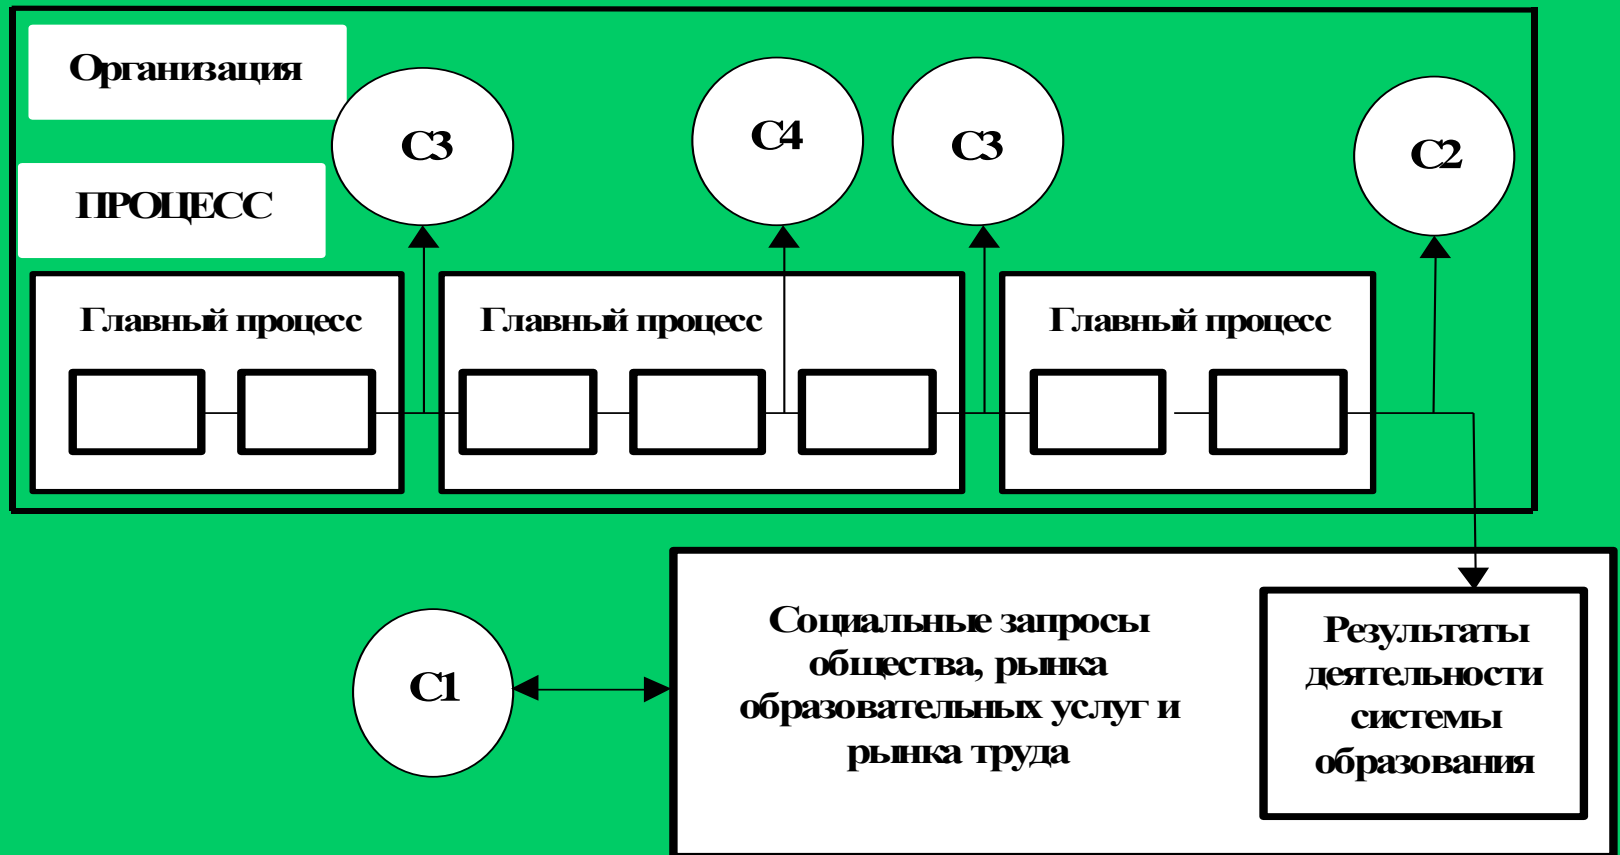 Организация
С3
С4
С3
С2
ПРОЦЕСС
Главный процесс
Главный процесс
Главный процесс
С1
Социальные запросы
общества, рынка
образовательных услуг и
рынка труда
Результаты
деятельности
системы
образования